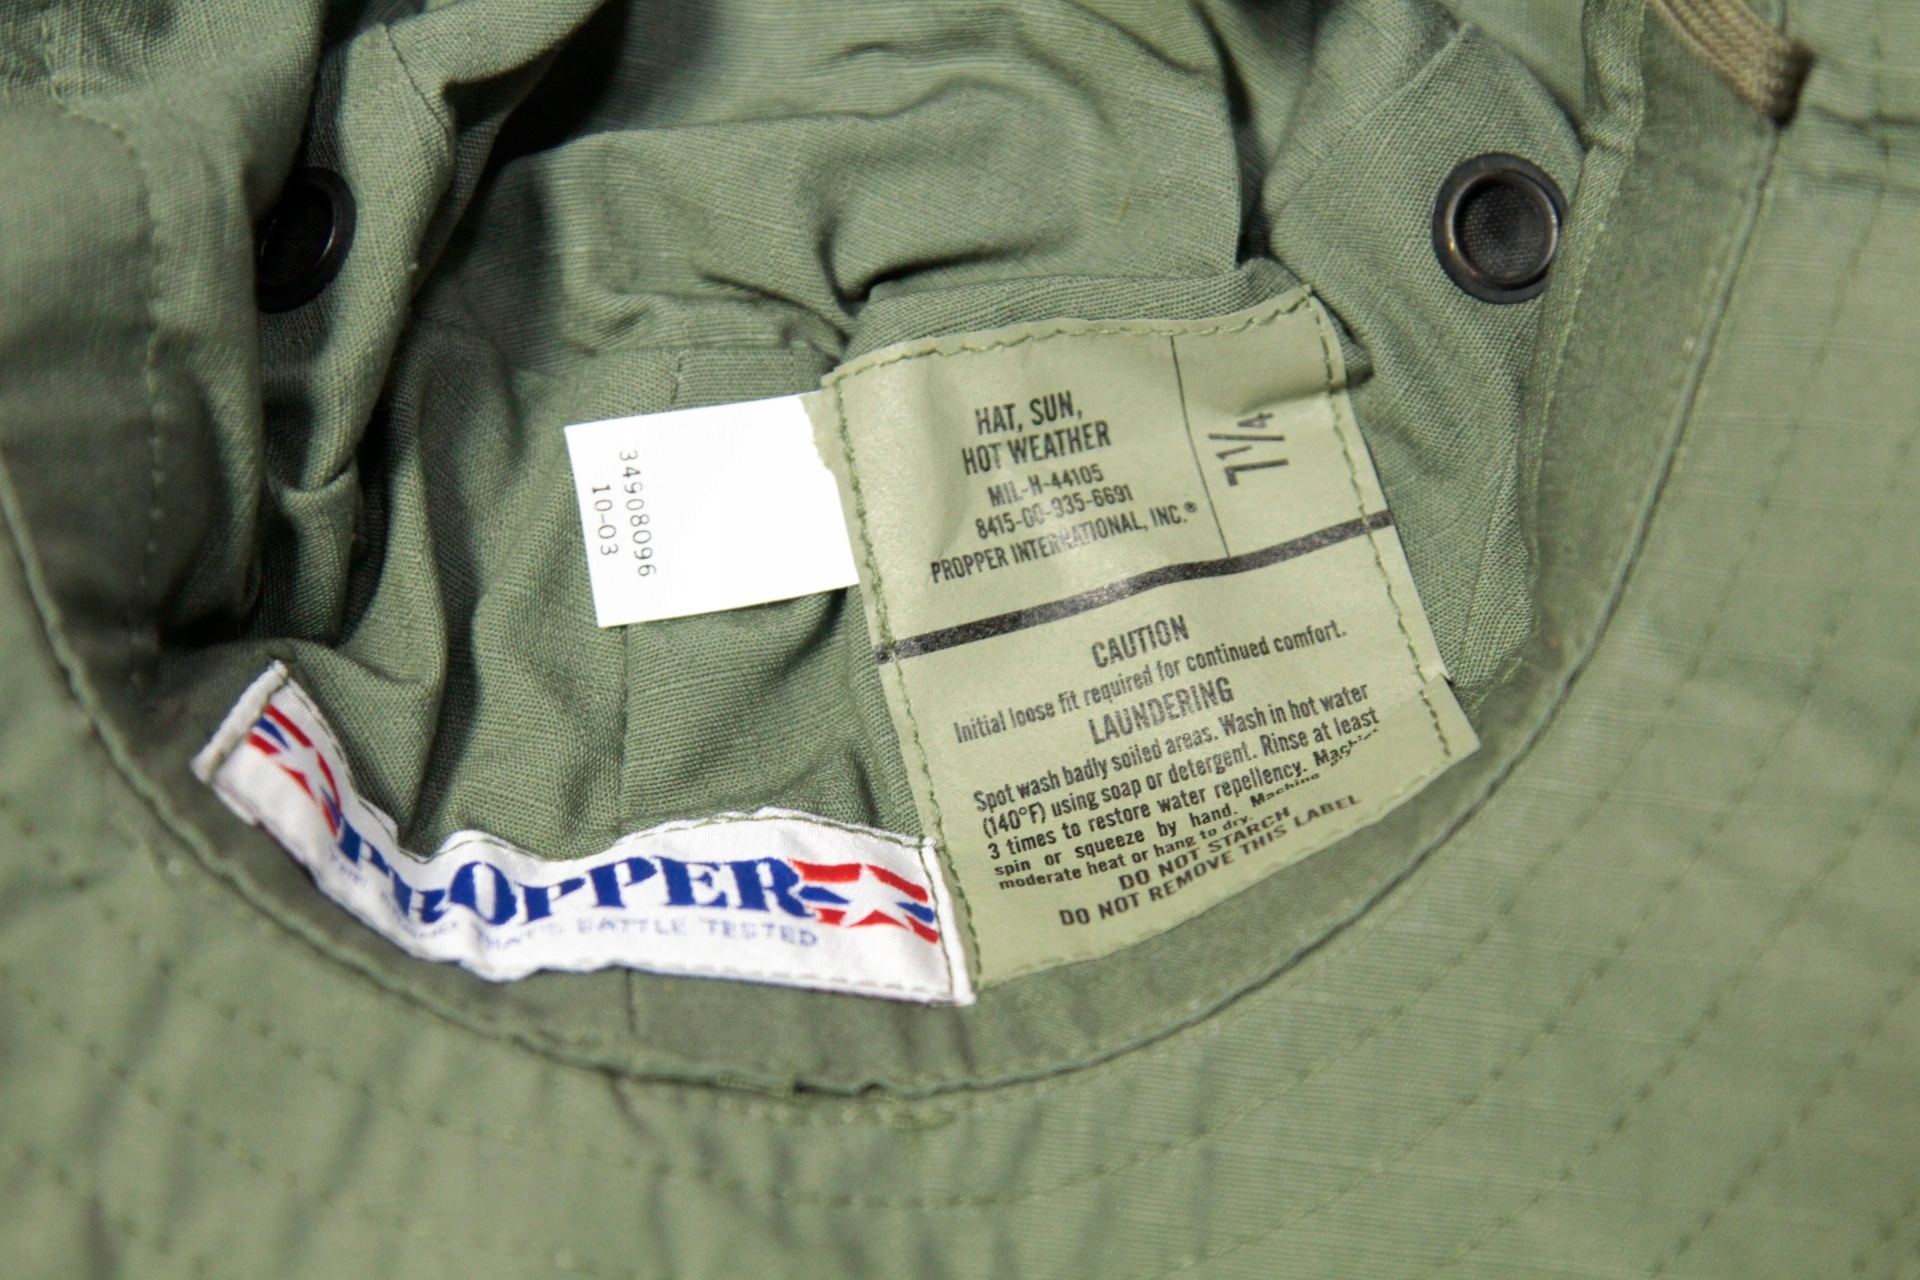 34908096
10-03
HAT, SUN,
HOT WEATHER
MIL-H-44105
8415-00-935-6691
PROPPER INTERNATIONAL, INC.®
7 1/4
CAUTION
Initial loose fit required for continued comfort.
LAUNDERING
Spot wash badly soiled areas. Wash in hot water
(140°F) using soap or detergent. Rinse at least
3 times to restore water repellency. Machine
spin or squeeze by hand. Machine
moderate heat or hang to dry.
DO NOT STARCH
DO NOT REMOVE THIS LABEL
PROPPER
THAT'S BATTLE TESTED